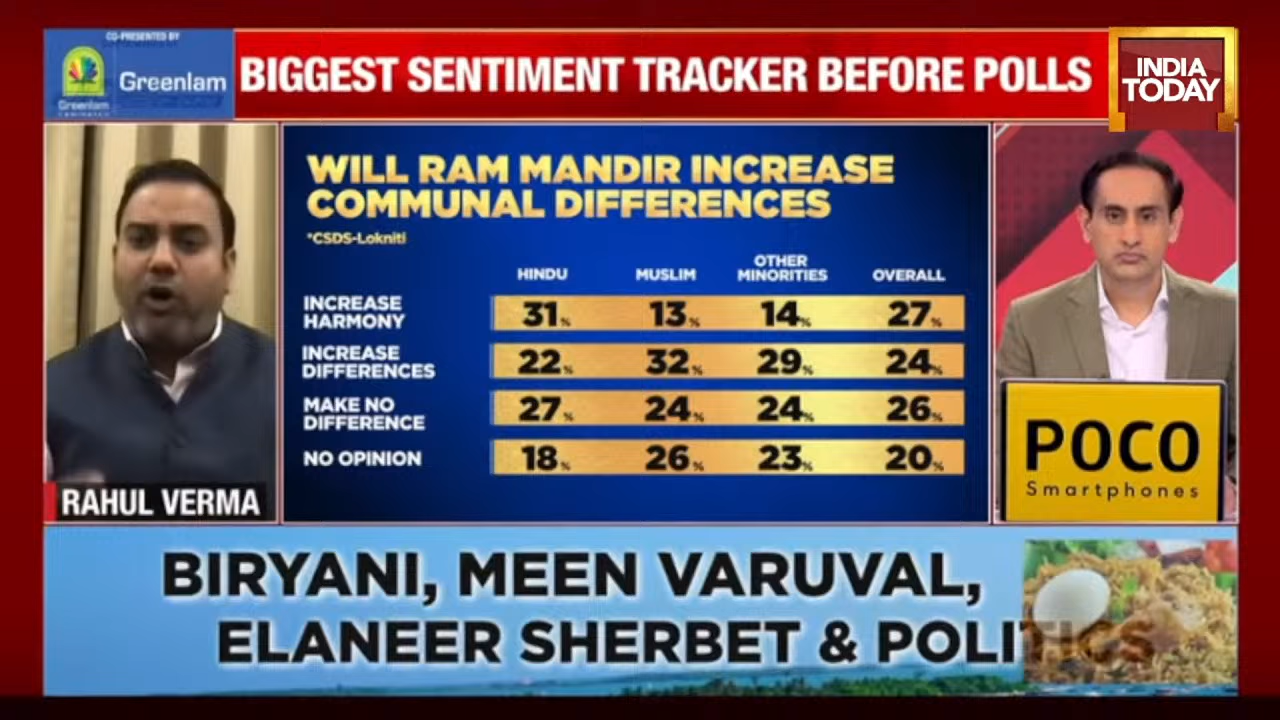 CO-PRESENTED BY
Greenlam
Greenlam
BIGGEST SENTIMENT TRACKER BEFORE POLLS
INDIA
TODAY
WILL RAM MANDIR INCREASE
COMMUNAL DIFFERENCES
*CSDS-Lokniti
HINDU MUSLIM OTHER MINORITIES OVERALL
INCREASE HARMONY 31% 13% 14% 27%
INCREASE DIFFERENCES 22% 32% 29% 24%
MAKE NO DIFFERENCE 27% 24% 24% 26%
NO OPINION 18% 26% 23% 20%
RAHUL VERMA
POCO
Smartphones
BIRYANI, MEEN VARUVAL,
ELANEER SHERBET & POLITICS